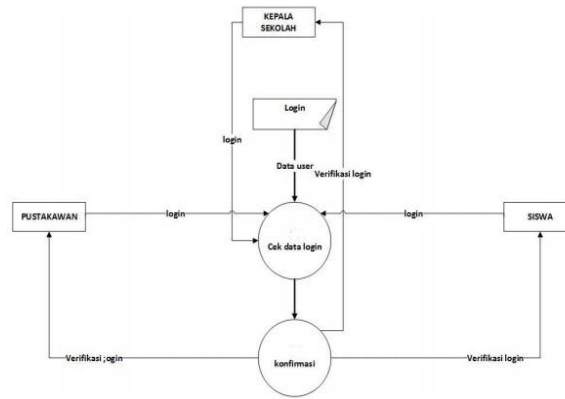 KEPALA
SEKOLAH
Login
login
Data user
Verifikasi login
PUSTAKAWAN
login
login
SISWA
Cek data login
Verifikasi ;ogin
konfirmasi
Verifikasi login